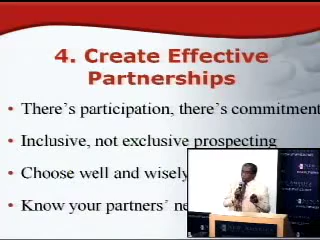 4. Create Effective
Partnerships
• There's participation, there's commitment
• Inclusive, not exclusive prospecting
• Choose well and wisely
• Know your partners'